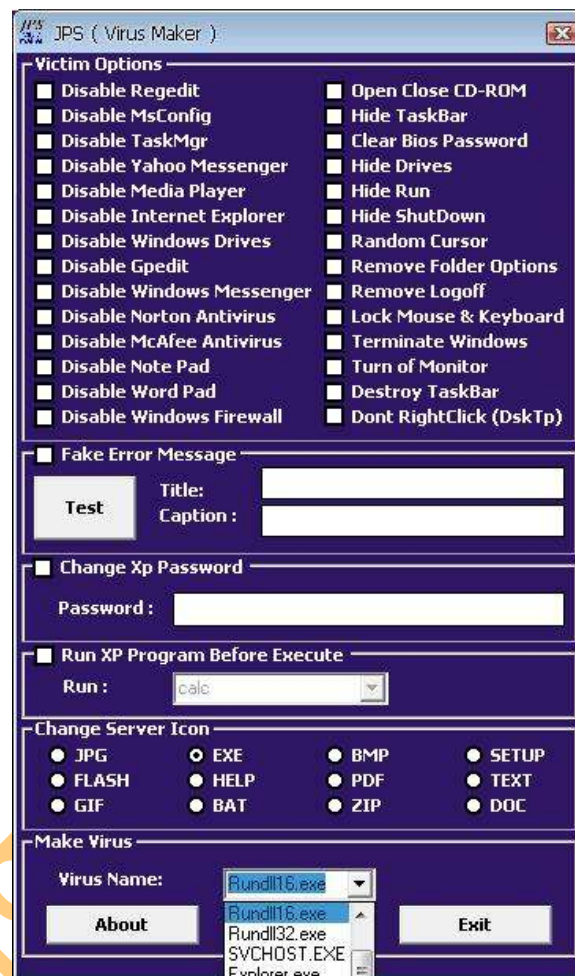 JPS ( Virus Maker )
Victim Options
Disable Regedit
Disable MsConfig
Disable TaskMgr
Disable Yahoo Messenger
Disable Media Player
Disable Internet Explorer
Disable Windows Drives
Disable Gpedit
Disable Windows Messenger
Disable Norton Antivirus
Disable McAfee Antivirus
Disable Note Pad
Disable Word Pad
Disable Windows Firewall
Open Close CD-ROM
Hide TaskBar
Clear Bios Password
Hide Drives
Hide Run
Hide ShutDown
Random Cursor
Remove Folder Options
Remove Logoff
Lock Mouse & Keyboard
Terminate Windows
Turn of Monitor
Destroy TaskBar
Dont RightClick (DskTp)
Fake Error Message
Test
Title:
Caption :
Change Xp Password
Password :
Run XP Program Before Execute
Run :
calc
Change Server Icon
JPG EXE BMP SETUP
FLASH HELP PDF TEXT
GIF BAT ZIP DOC
Make Virus
Virus Name:
Rundll16.exe
About
Rundll16.exe
Rundll32.exe
SVCHOST.EXE
Explorer.exe
Exit